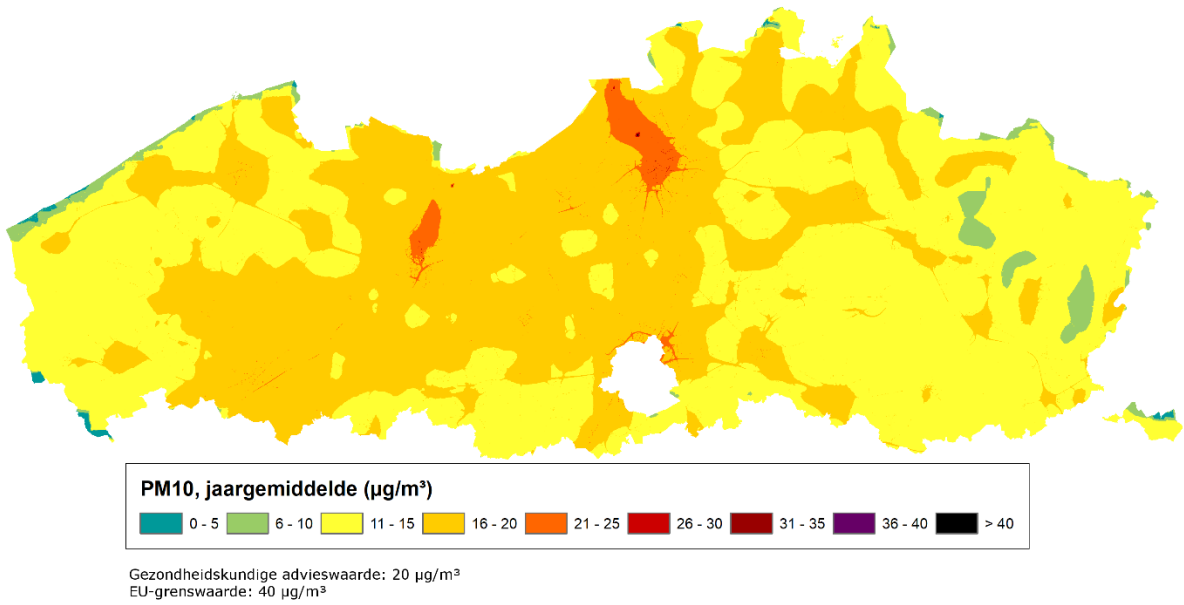 PM10, jaargemiddelde (µg/m³)
0 - 5 6 - 10 11 - 15 16 - 20 21 - 25 26 - 30 31 - 35 36 - 40 > 40
Gezondheidskundige advieswaarde: 20 µg/m³
EU-grenswaarde: 40 µg/m³